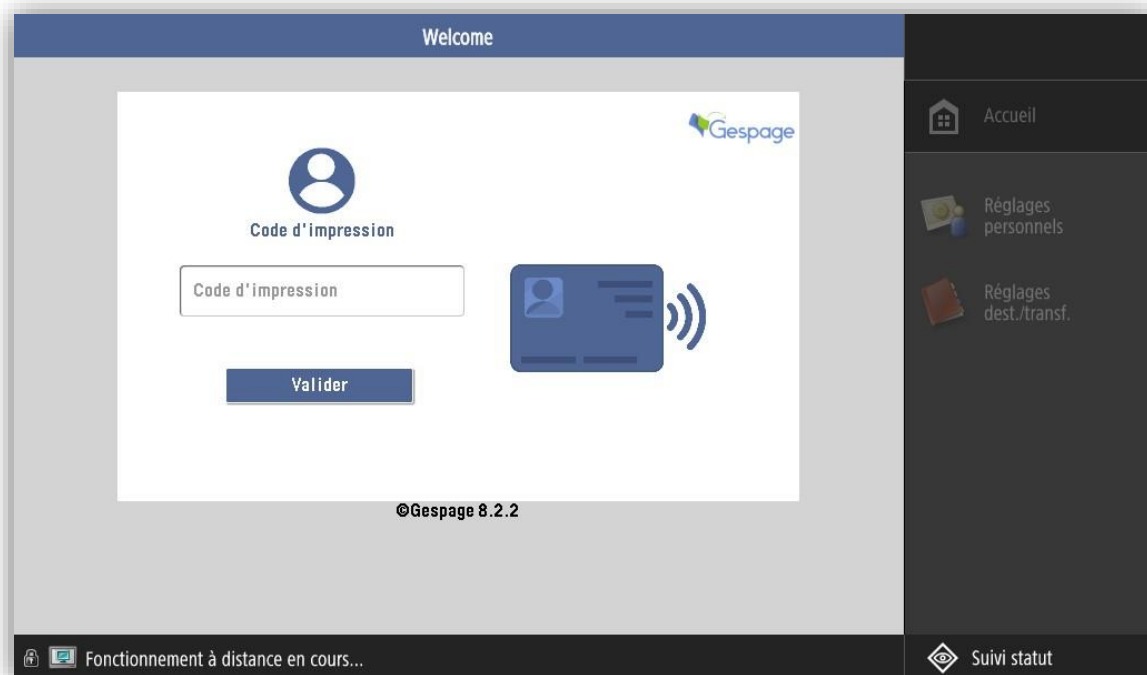 Welcome
Gespage
Code d'impression
Code d'impression
Valider
©Gespage 8.2.2
Accueil
Réglages
personnels
Réglages
dest./transf.
Fonctionnement à distance en cours...
Suivi statut